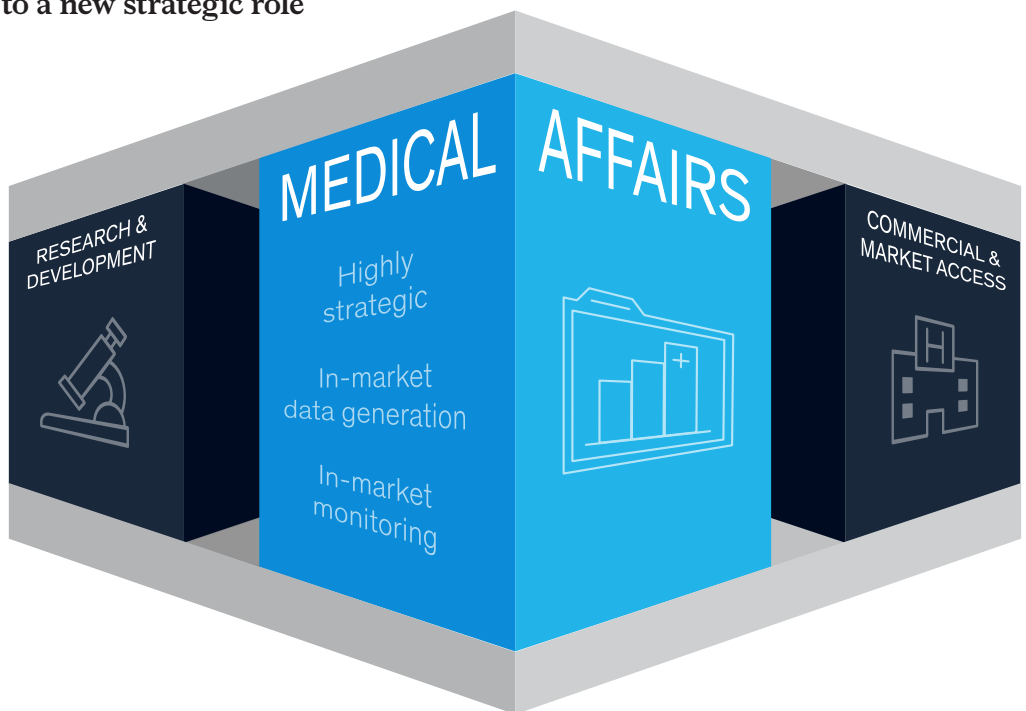 to a new strategic role
RESEARCH &
DEVELOPMENT
MEDICAL
Highly
strategic
In-market
data generation
In-market
monitoring
AFFAIRS
H
COMMERCIAL &
MARKET ACCESS